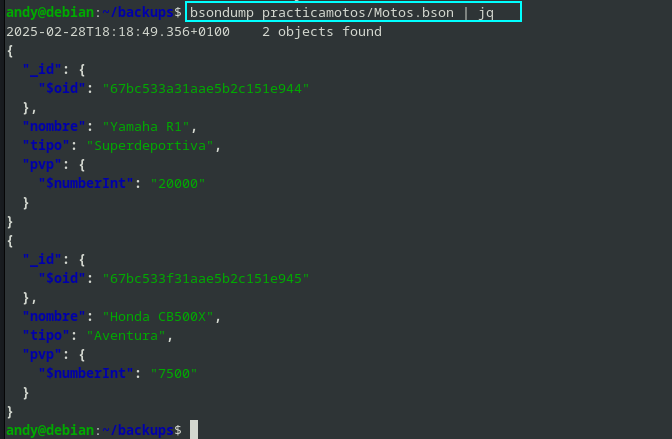 andy@debian:~/backups$ bsondump practicamotos/Motos.bson | jq
2025-02-28T18:18:49.356+0100    2 objects found
{
  "_id": {
    "$oid": "67bc533a31aae5b2c151e944"
  },
  "nombre": "Yamaha R1",
  "tipo": "Superdeportiva",
  "pvp": {
    "$numberInt": "20000"
  }
}
{
  "_id": {
    "$oid": "67bc533f31aae5b2c151e945"
  },
  "nombre": "Honda CB500X",
  "tipo": "Aventura",
  "pvp": {
    "$numberInt": "7500"
  }
}
andy@debian:~/backups$